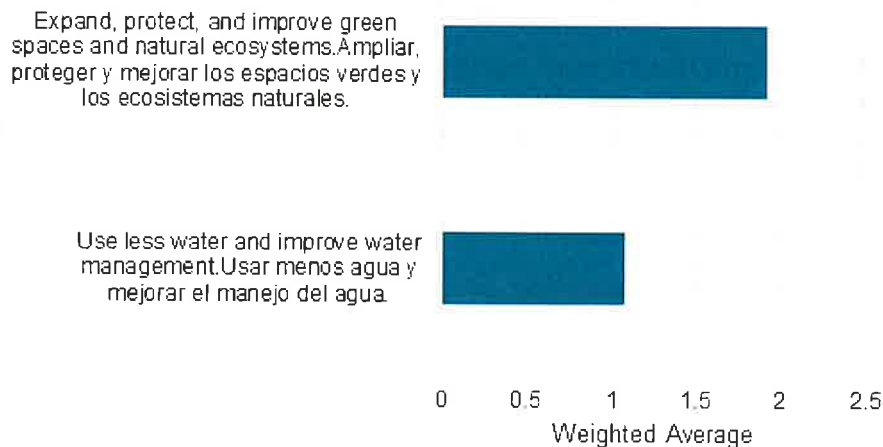 Expand, protect, and improve green
spaces and natural ecosystems.Ampliar,
proteger y mejorar los espacios verdes y
los ecosistemas naturales.
Use less water and improve water
management.Usar menos agua y
mejorar el manejo del agua.
0 0.5 1 1.5 2 2.5
Weighted Average